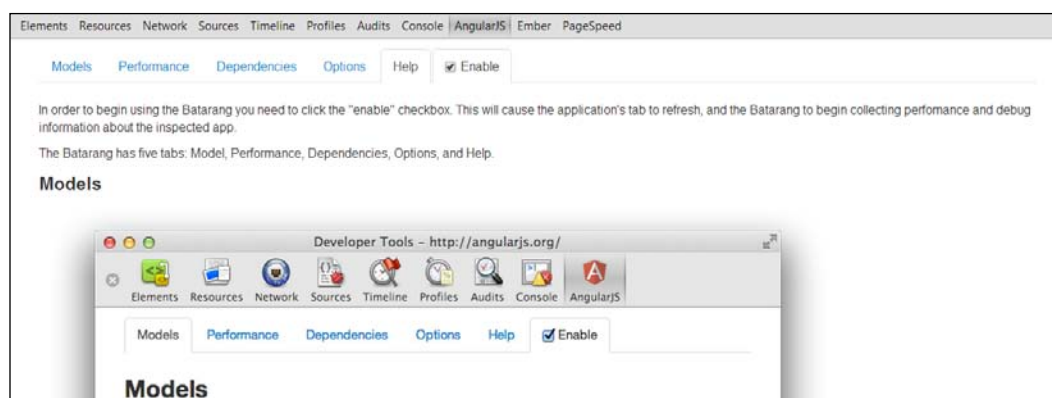 Elements Resources Network Sources Timeline Profiles Audits Console AngularJS Ember PageSpeed
Models Performance Dependencies Options Help Enable
In order to begin using the Batarang you need to click the "enable" checkbox. This will cause the application's tab to refresh, and the Batarang to begin collecting perfomance and debug
information about the inspected app.
The Batarang has five tabs: Model, Performance, Dependencies, Options, and Help.
Models
Developer Tools - http://angularjs.org/
Elements Resources Network Sources Timeline Profiles Audits Console AngularJS
Models Performance Dependencies Options Help Enable
Models